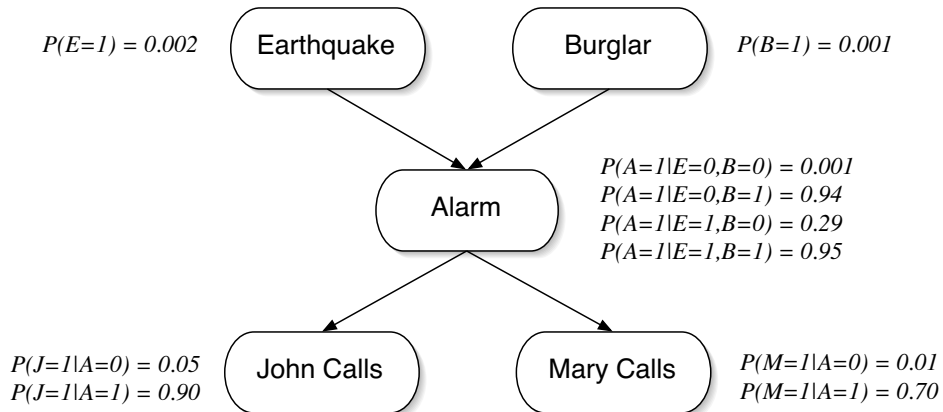 P(E=1) = 0.002
Earthquake
Burglar
P(B=1) = 0.001
Alarm
P(A=1|E=0,B=0) = 0.001
P(A=1|E=0,B=1) = 0.94
P(A=1|E=1,B=0) = 0.29
P(A=1|E=1,B=1) = 0.95
P(J=1|A=0) = 0.05
P(J=1|A=1) = 0.90
John Calls
Mary Calls
P(M=1|A=0) = 0.01
P(M=1|A=1) = 0.70